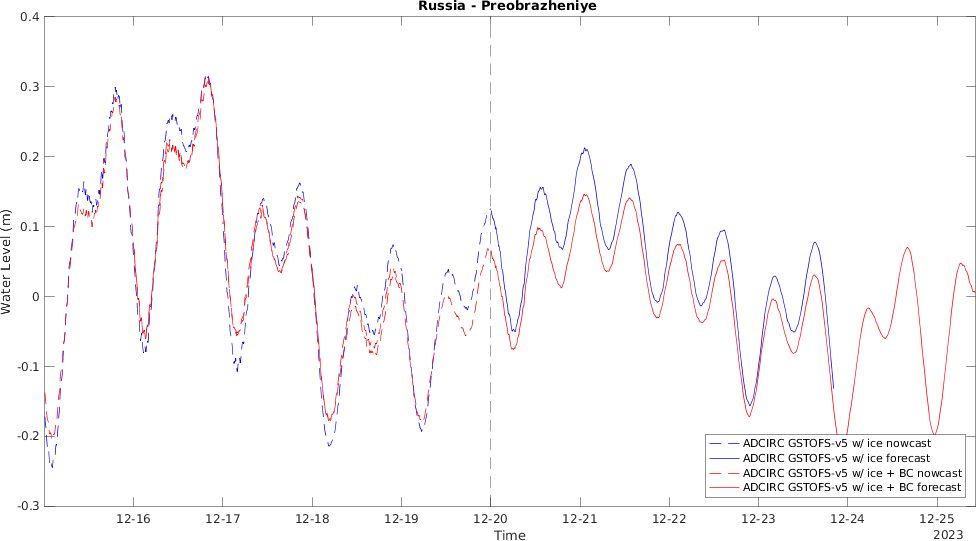 Russia - Preobrazheniye
Water Level (m)
0.4
0.3
0.2
0.1
0
-0.1
-0.2
-0.3
12-16
12-17
12-18
12-19
12-20
12-21
12-22
12-23
12-24
12-25
2023
Time
ADCIRC GSTOFS-v5 w/ ice nowcast
ADCIRC GSTOFS-v5 w/ ice forecast
ADCIRC GSTOFS-v5 w/ ice + BC nowcast
ADCIRC GSTOFS-v5 w/ ice + BC forecast